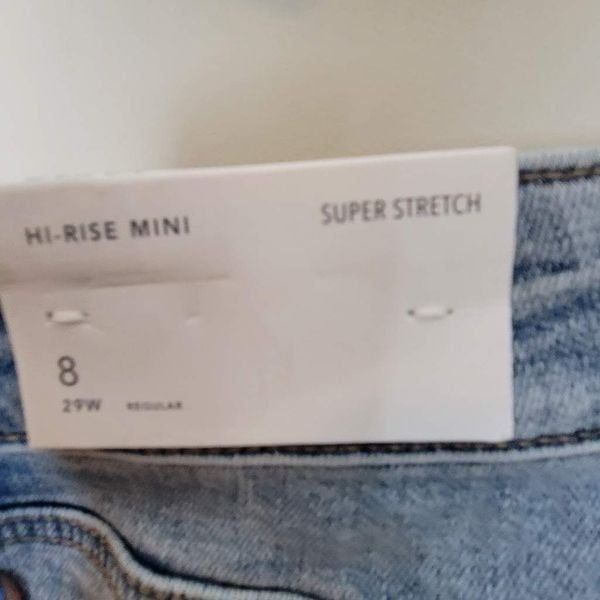 HI-RISE MINI
SUPER STRETCH
8
29W REGULAR